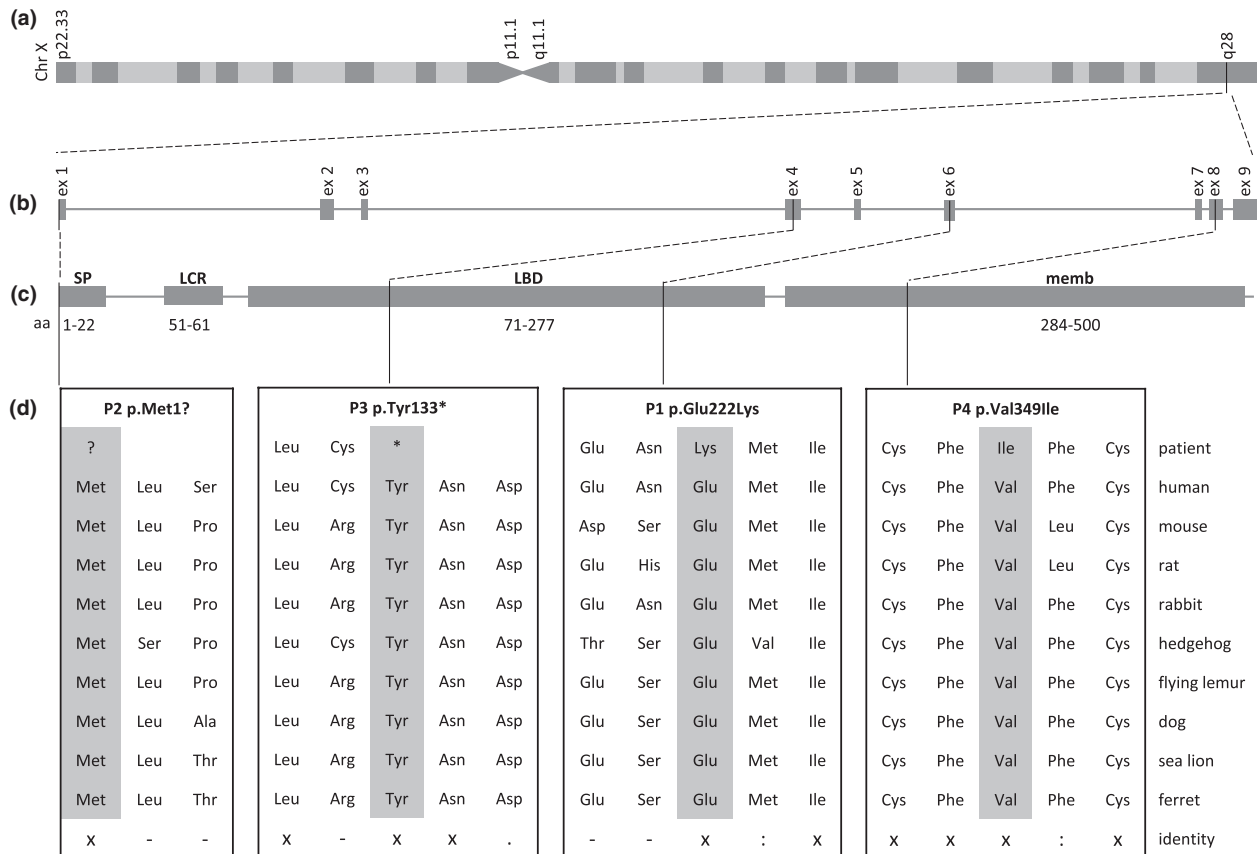 (a)
Chr X
p22.33
p11.1
q11.1
q28
(b)
ex 1
ex 2
ex 3
ex 4
ex 5
ex 6
ex 7
ex 8
ex 9
(c)
SP LCR LBD memb
aa 1-22 51-61 71-277 284-500
(d)
P2 p.Met1? P3 p.Tyr133* P1 p.Glu222Lys P4 p.Val349Ile
? Leu Cys * Glu Asn Lys Met Ile Cys Phe Ile Phe Cys patient
Met Leu Ser Leu Cys Tyr Asn Asp Glu Asn Glu Met Ile Cys Phe Val Phe Cys human
Met Leu Pro Leu Arg Tyr Asn Asp Asp Ser Glu Met Ile Cys Phe Val Leu Cys mouse
Met Leu Pro Leu Arg Tyr Asn Asp Glu His Glu Met Ile Cys Phe Val Leu Cys rat
Met Leu Pro Leu Arg Tyr Asn Asp Glu Asn Glu Met Ile Cys Phe Val Phe Cys rabbit
Met Ser Pro Leu Cys Tyr Asn Asp Thr Ser Glu Val Ile Cys Phe Val Phe Cys hedgehog
Met Leu Pro Leu Arg Tyr Asn Asp Glu Ser Glu Met Ile Cys Phe Val Phe Cys flying lemur
Met Leu Ala Leu Arg Tyr Asn Asp Glu Ser Glu Met Ile Cys Phe Val Phe Cys dog
Met Leu Thr Leu Arg Tyr Asn Asp Glu Ser Glu Met Ile Cys Phe Val Phe Cys sea lion
Met Leu Thr Leu Arg Tyr Asn Asp Glu Ser Glu Met Ile Cys Phe Val Phe Cys ferret
x - - x - x x . - - x : x x x x : x identity